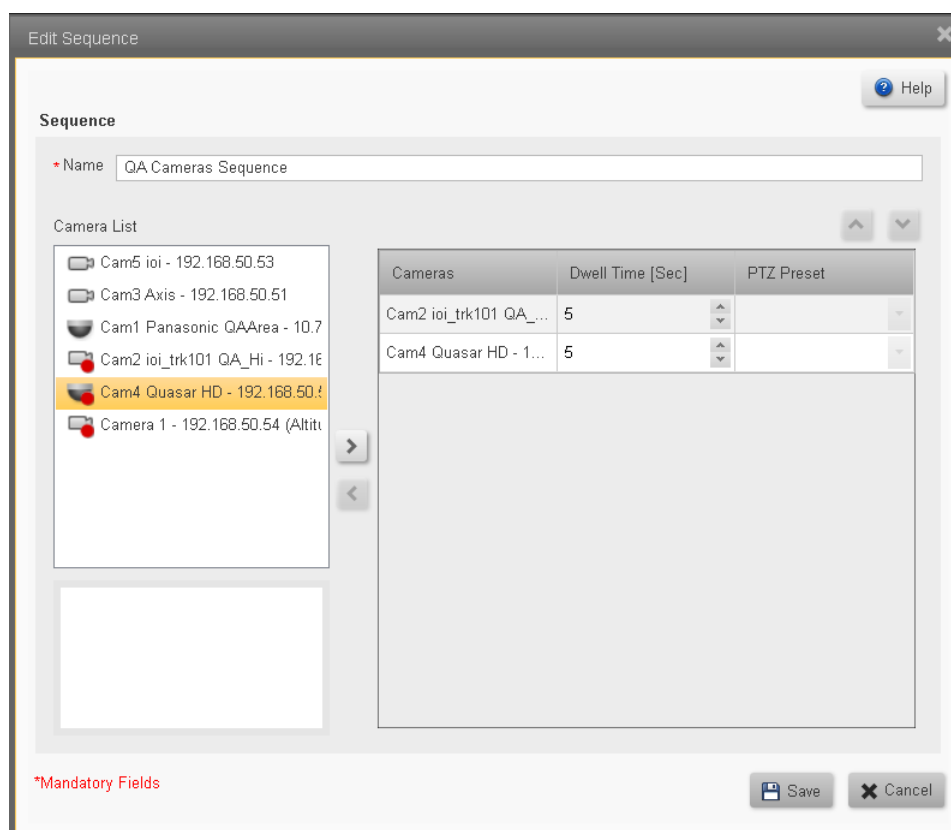 Edit Sequence
Help
Sequence
* Name QA Cameras Sequence
Camera List
Cam5 ioi - 192.168.50.53
Cam3 Axis - 192.168.50.51
Cam1 Panasonic QAArea - 10.7
Cam2 ioi_trk101 QA_Hi - 192.16
Cam4 Quasar HD - 192.168.50.5
Camera 1 - 192.168.50.54 (Altitu
Cameras Dwell Time [Sec] PTZ Preset
Cam2 ioi_trk101 QA_... 5
Cam4 Quasar HD - 1... 5
*Mandatory Fields
Save Cancel